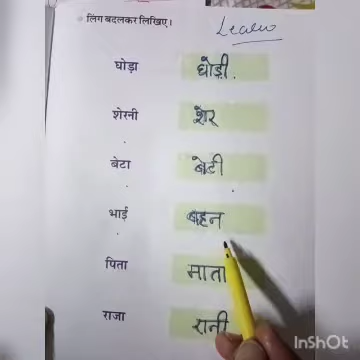 लिंग बदलकर लिखिए।
Learn
घोड़ा घोड़ी.
शेरनी शेर
बेटा बेटी
भाई बहन
पिता माता
राजा रानी
InShOt